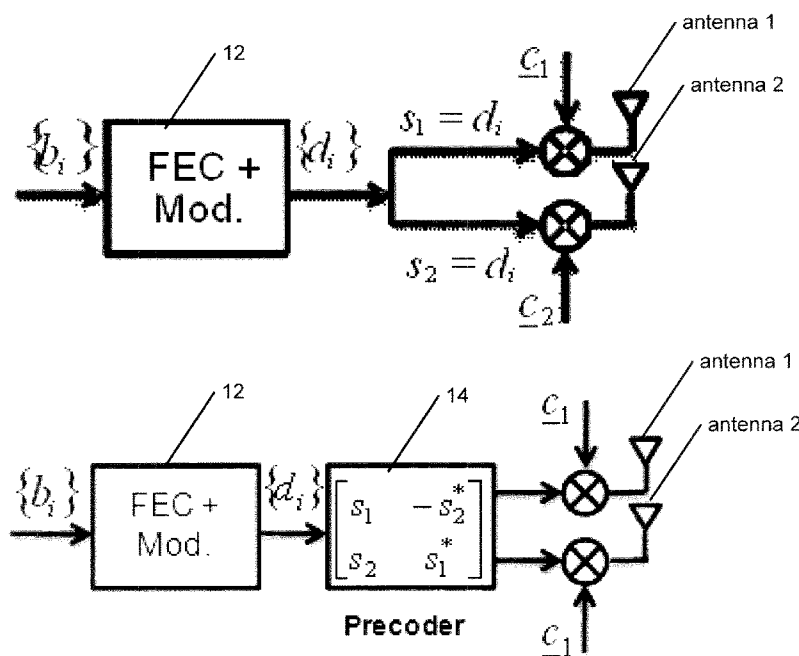 12
antenna 1
antenna 2
c₁
{bᵢ}
FEC +
Mod.
{dᵢ}
s₁ = dᵢ
s₂ = dᵢ
c₂
12
14
antenna 1
antenna 2
c₁
{bᵢ}
FEC +
Mod.
{dᵢ}
s₁ -s₂*
s₂ s₁*
Precoder
c₁